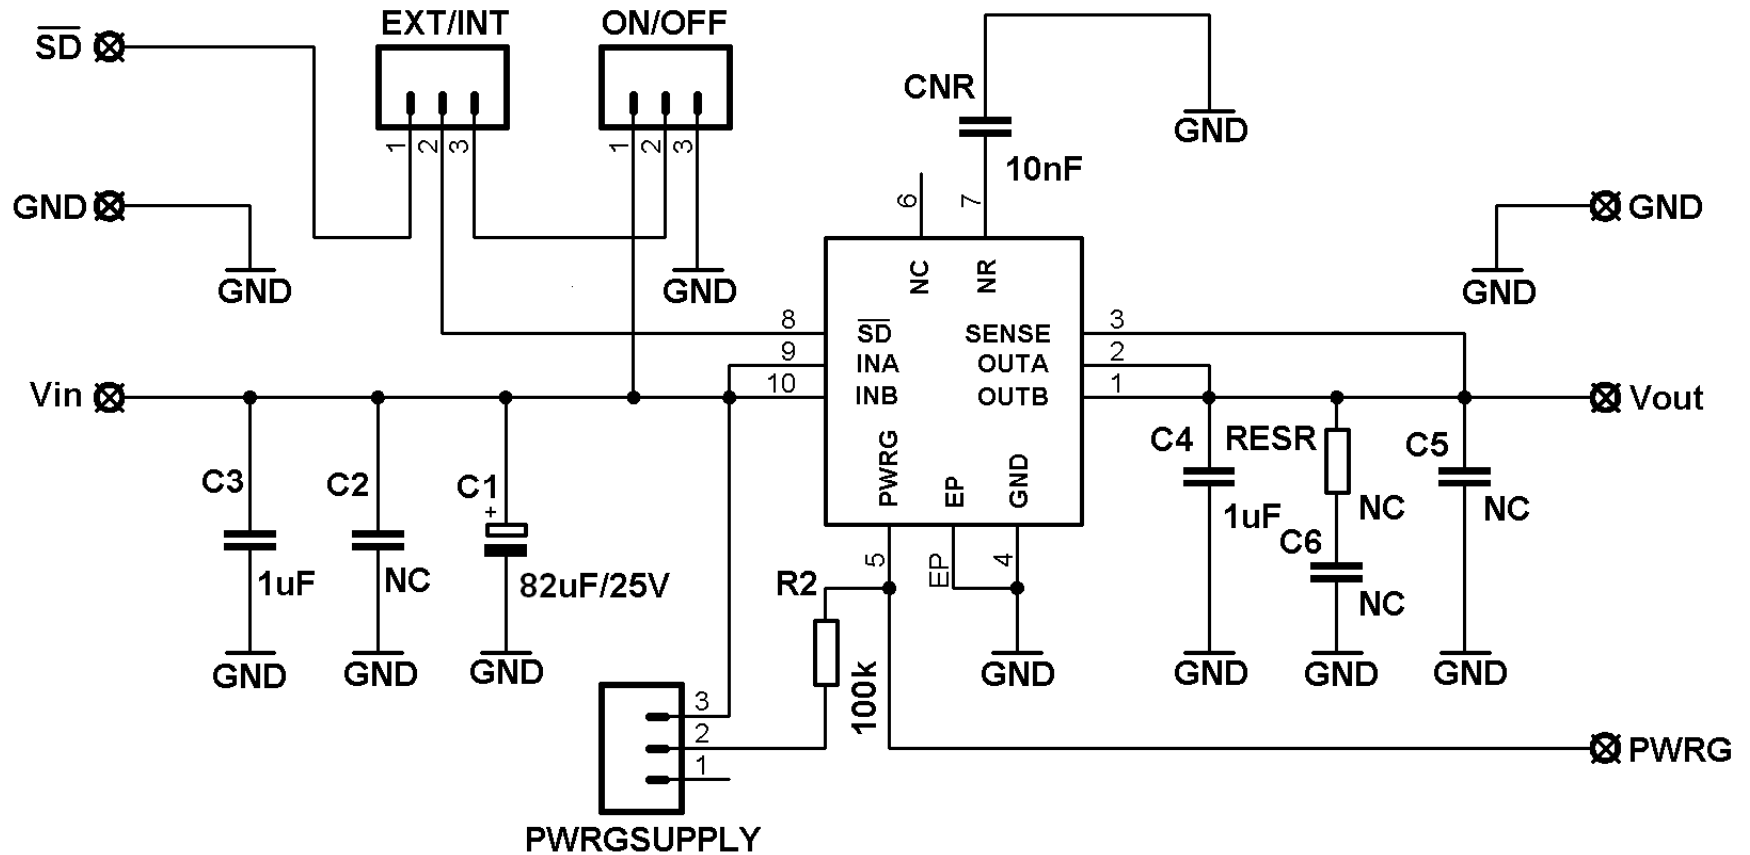 EXT/INT
ON/OFF
S̅D̅
CNR
GND
1
2
3
1
2
3
10nF
6
7
GND
GND
GND
GND
GND
NC
NR
8
S̅D̅
SENSE
3
9
INA
OUTA
2
Vin
10
INB
OUTB
1
Vout
PWRG
EP
GND
C3
C2
C1
+
C4
RESR
C5
1uF
NC
82uF/25V
1uF
NC
NC
C6
NC
5
EP
4
R2
100k
GND
GND
GND
GND
GND
GND
GND
3
2
1
PWRG
PWRGSUPPLY